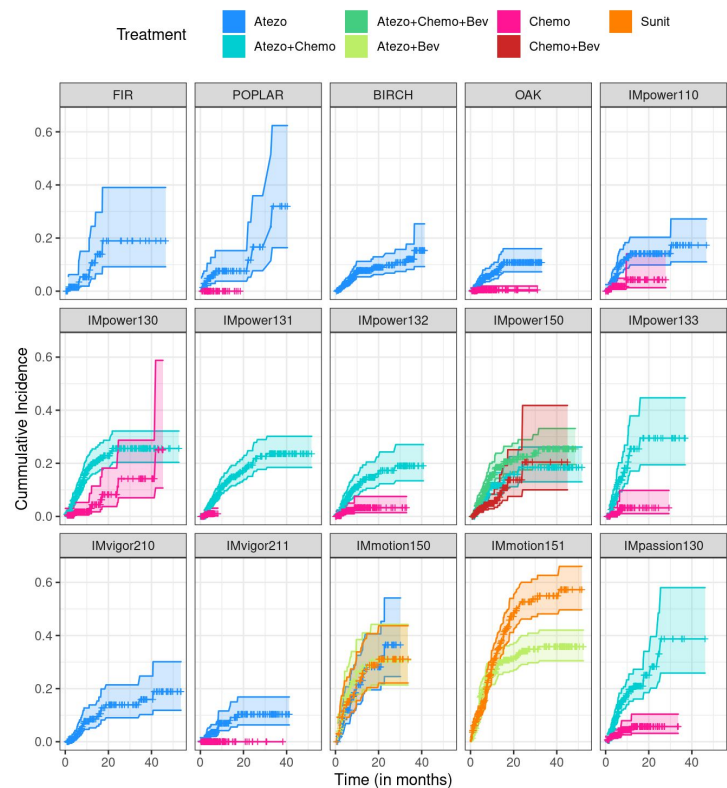 Treatment
Atezo Atezo+Chemo+Bev Chemo Sunit
Atezo+Chemo Atezo+Bev Chemo+Bev
FIR POPLAR BIRCH OAK IMpower110
0.6
0.4
0.2
0.0
IMpower130 IMpower131 IMpower132 IMpower150 IMpower133
0.6
0.4
0.2
0.0
Cummulative Incidence
IMvigor210 IMvigor211 IMmotion150 IMmotion151 IMpassion130
0.6
0.4
0.2
0.0
0 20 40 0 20 40 0 20 40 0 20 40 0 20 40
Time (in months)